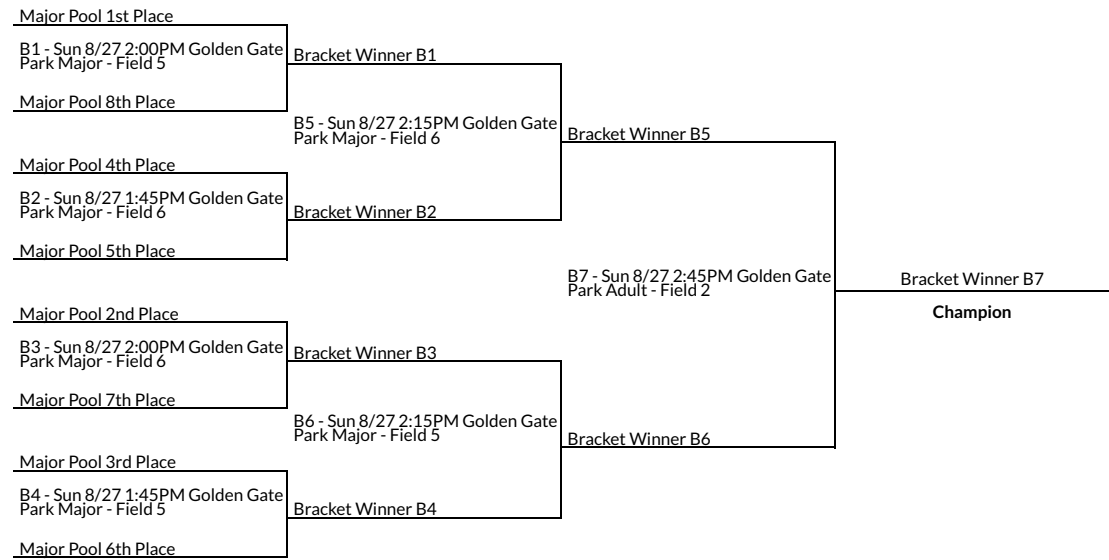 Major Pool 1st Place
B1 - Sun 8/27 2:00PM Golden Gate
Park Major - Field 5
Bracket Winner B1
Major Pool 8th Place
B5 - Sun 8/27 2:15PM Golden Gate
Park Major - Field 6
Bracket Winner B5
Major Pool 4th Place
B2 - Sun 8/27 1:45PM Golden Gate
Park Major - Field 6
Bracket Winner B2
Major Pool 5th Place
B7 - Sun 8/27 2:45PM Golden Gate
Park Adult - Field 2
Bracket Winner B7
Champion
Major Pool 2nd Place
B3 - Sun 8/27 2:00PM Golden Gate
Park Major - Field 6
Bracket Winner B3
Major Pool 7th Place
B6 - Sun 8/27 2:15PM Golden Gate
Park Major - Field 5
Bracket Winner B6
Major Pool 3rd Place
B4 - Sun 8/27 1:45PM Golden Gate
Park Major - Field 5
Bracket Winner B4
Major Pool 6th Place